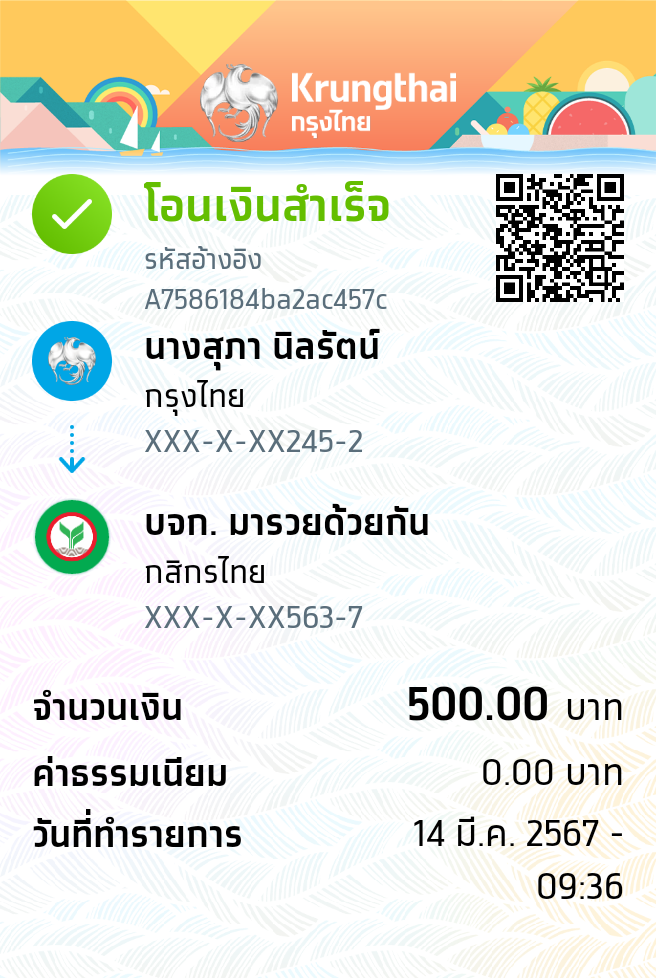 Krungthai
กรุงไทย
โอนเงินสำเร็จ
รหัสอ้างอิง
A7586184ba2ac457c
นางสุภา นิลรัตน์
กรุงไทย
XXX-X-XX245-2
บจก. มารวยด้วยกัน
กสิกรไทย
XXX-X-XX563-7
จำนวนเงิน 500.00 บาท
ค่าธรรมเนียม 0.00 บาท
วันที่ทำรายการ 14 มี.ค. 2567 -
09:36